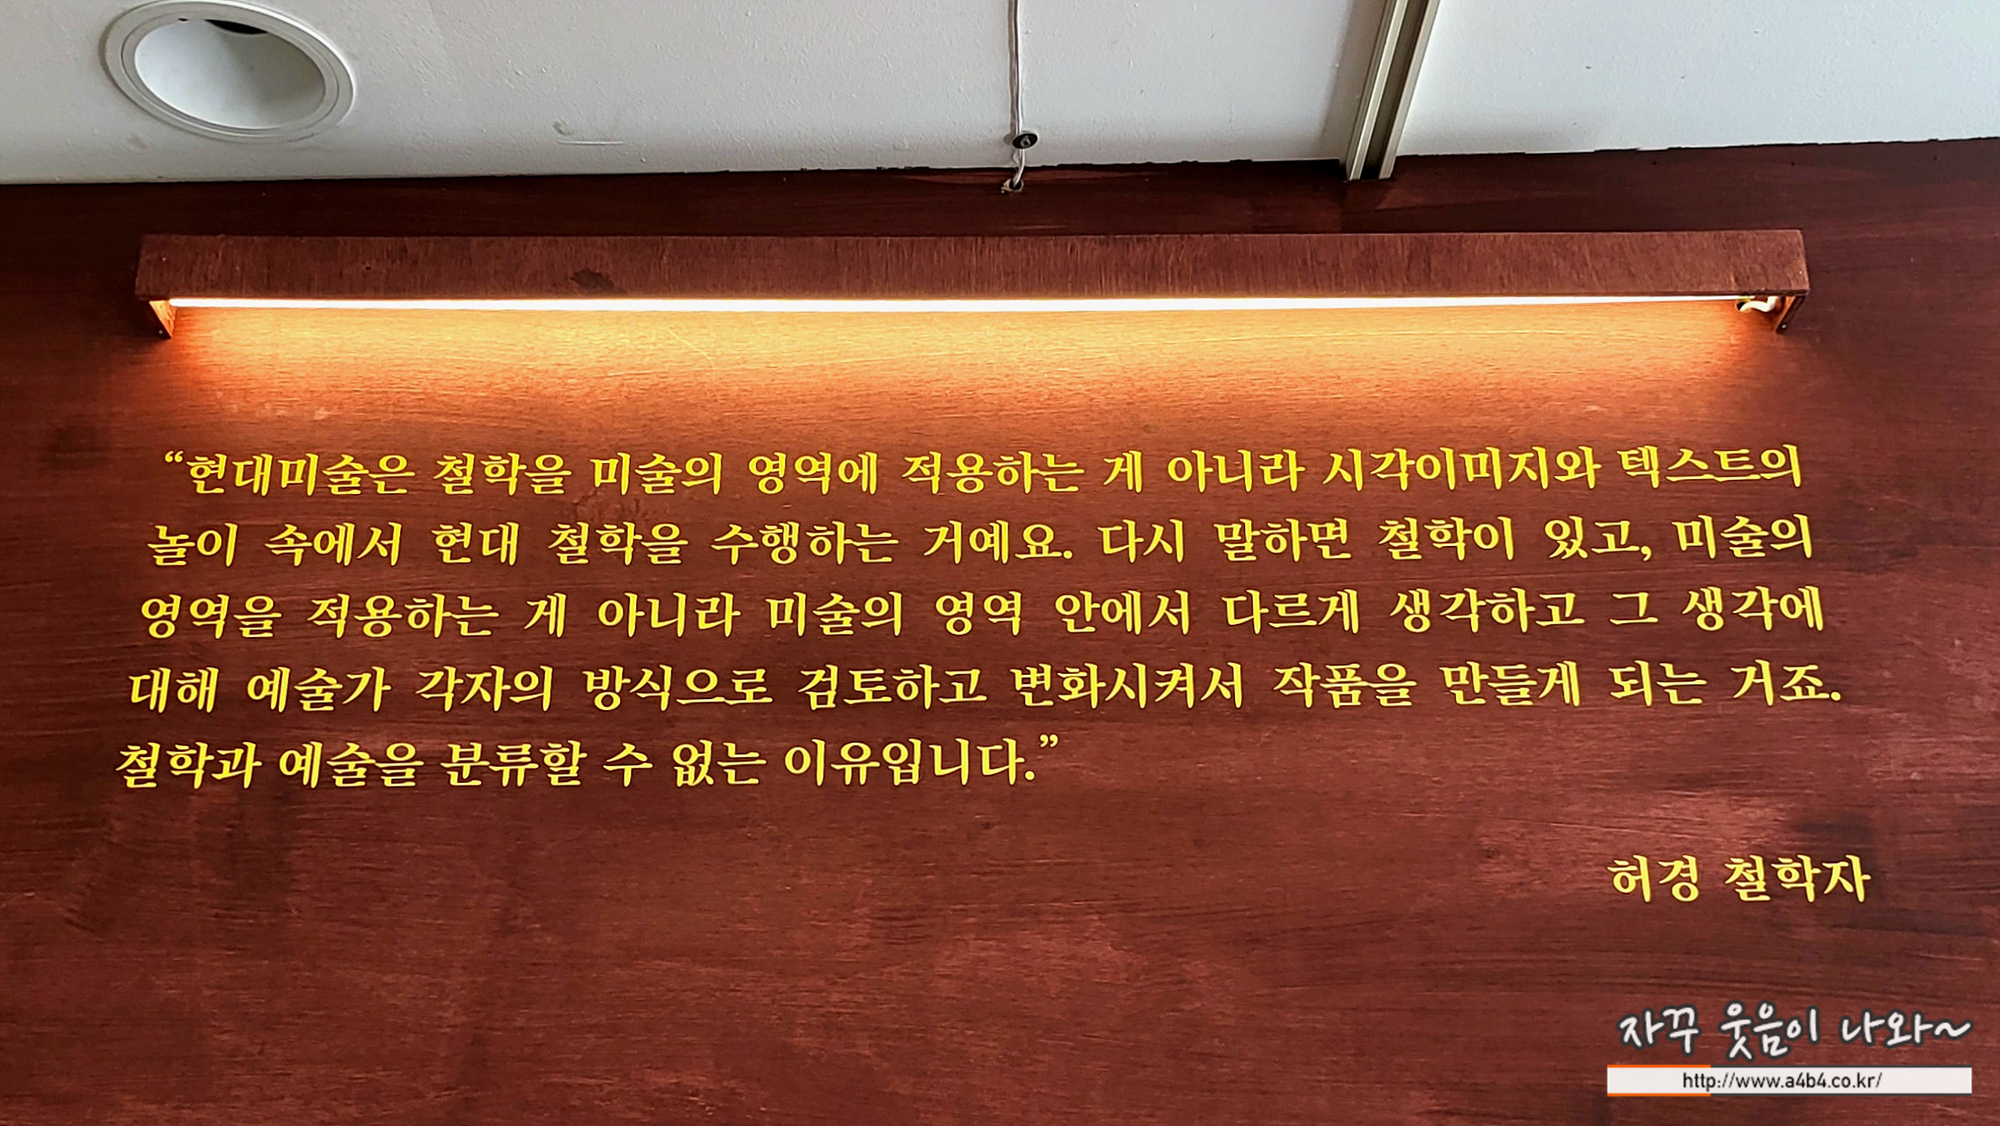 “현대미술은 철학을 미술의 영역에 적용하는 게 아니라 시각이미지와 텍스트의
놀이 속에서 현대 철학을 수행하는 거예요. 다시 말하면 철학이 있고, 미술의
영역을 적용하는 게 아니라 미술의 영역 안에서 다르게 생각하고 그 생각에
대해 예술가 각자의 방식으로 검토하고 변화시켜서 작품을 만들게 되는 거죠.
철학과 예술을 분류할 수 없는 이유입니다.”
허경 철학자
자꾸 웃음이 나와~
http://www.a4b4.co.kr/